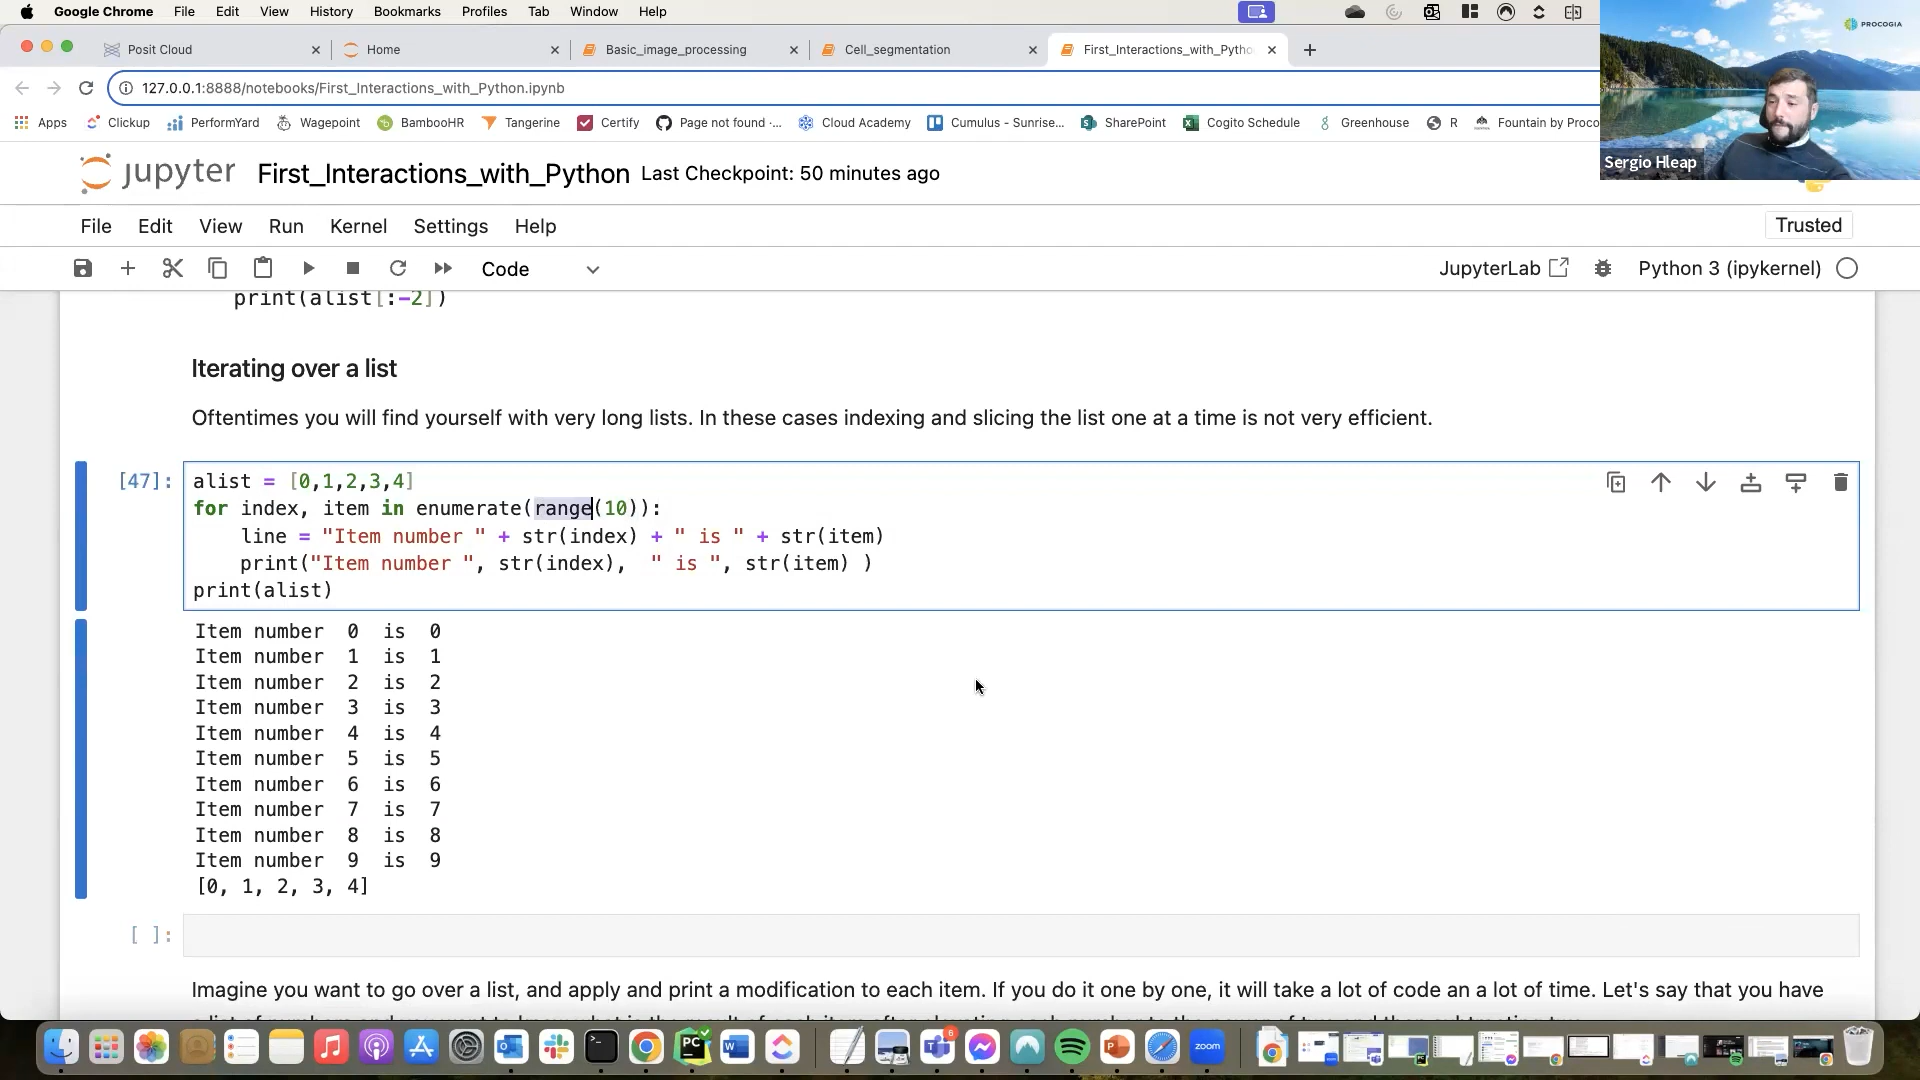 Google Chrome File Edit View History Bookmarks Profiles Tab Window Help
PROCOGIA
Posit Cloud Home Basic_image_processing Cell_segmentation First_Interactions_with_Pytho
127.0.0.1:8888/notebooks/First_Interactions_with_Python.ipynb
Apps Clickup PerformYard Wagepoint BambooHR Tangerine Certify Page not found ·... Cloud Academy Cumulus - Sunrise... SharePoint Cogito Schedule Greenhouse R Fountain by Proco
Sergio Hleap
jupyter First_Interactions_with_Python Last Checkpoint: 50 minutes ago
File Edit View Run Kernel Settings Help Trusted
Code JupyterLab Python 3 (ipykernel)
print(alist[:-2])
Iterating over a list
Oftentimes you will find yourself with very long lists. In these cases indexing and slicing the list one at a time is not very efficient.
[47]: alist = [0,1,2,3,4]
for index, item in enumerate(range(10)):
    line = "Item number " + str(index) + " is " + str(item)
    print("Item number ", str(index),  " is ", str(item) )
print(alist)
Item number  0  is  0
Item number  1  is  1
Item number  2  is  2
Item number  3  is  3
Item number  4  is  4
Item number  5  is  5
Item number  6  is  6
Item number  7  is  7
Item number  8  is  8
Item number  9  is  9
[0, 1, 2, 3, 4]
[ ]:
Imagine you want to go over a list, and apply and print a modification to each item. If you do it one by one, it will take a lot of code an a lot of time. Let's say that you have
zoom